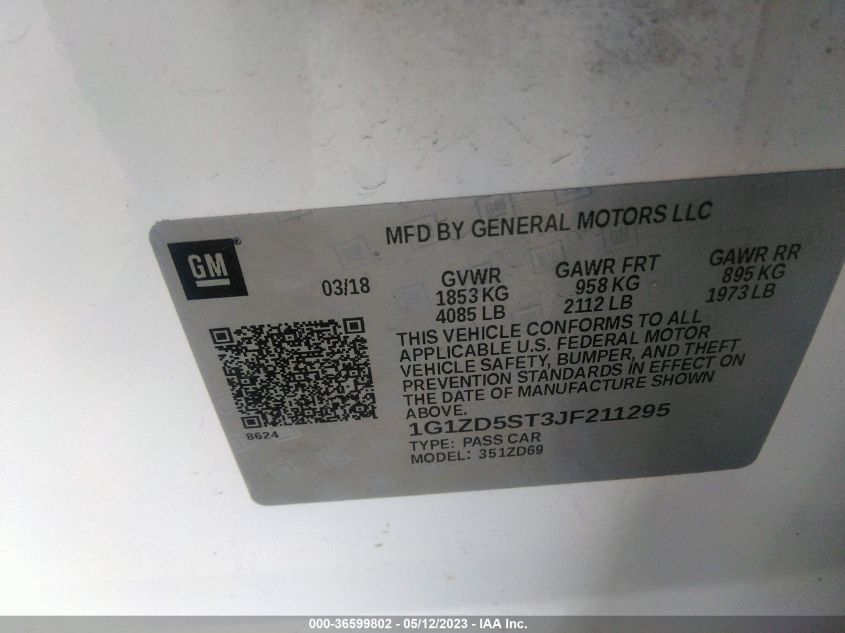 MFD BY GENERAL MOTORS LLC
GM
03/18
GVWR
1853 KG
4085 LB
GAWR FRT
958 KG
2112 LB
GAWR RR
895 KG
1973 LB
THIS VEHICLE CONFORMS TO ALL
APPLICABLE U.S. FEDERAL MOTOR
VEHICLE SAFETY, BUMPER, AND THEFT
PREVENTION STANDARDS IN EFFECT ON
THE DATE OF MANUFACTURE SHOWN
ABOVE.
1G1ZD5ST3JF211295
TYPE: PASS CAR
MODEL: 351ZD69
8624
000-36599802 - 05/12/2023 - IAA Inc.